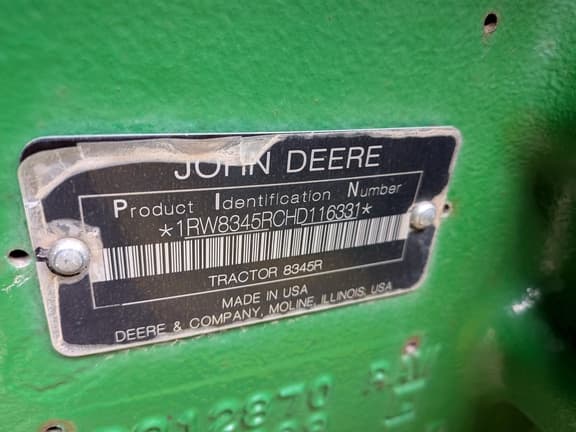 JOHN DEERE
Product Identification Number
*1RW8345RCHD116331*
TRACTOR 8345R
MADE IN USA
DEERE & COMPANY, MOLINE, ILLINOIS, USA